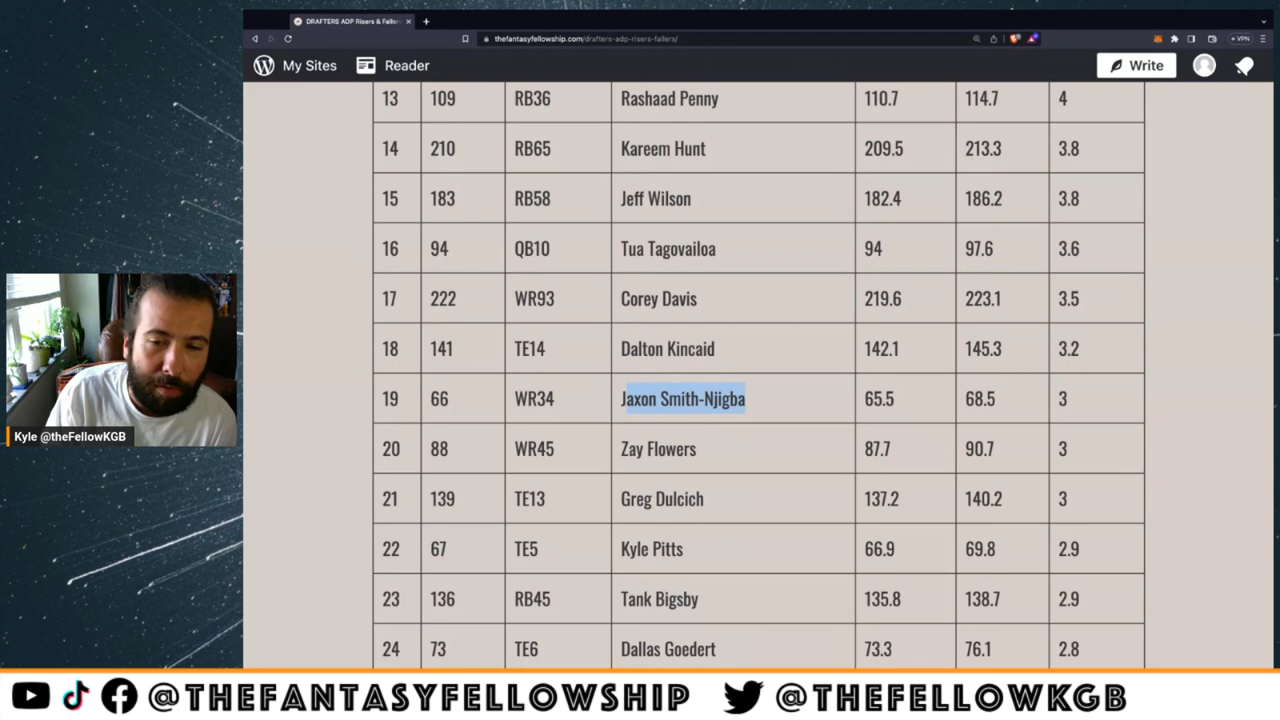 DRAFTERS ADP Risers & Fallers
thefantasyfellowship.com/drafters-adp-risers-fallers/
VPN
My Sites Reader Write
13 109 RB36 Rashaad Penny 110.7 114.7 4
14 210 RB65 Kareem Hunt 209.5 213.3 3.8
15 183 RB58 Jeff Wilson 182.4 186.2 3.8
16 94 QB10 Tua Tagovailoa 94 97.6 3.6
17 222 WR93 Corey Davis 219.6 223.1 3.5
18 141 TE14 Dalton Kincaid 142.1 145.3 3.2
19 66 WR34 Jaxon Smith-Njigba 65.5 68.5 3
20 88 WR45 Zay Flowers 87.7 90.7 3
21 139 TE13 Greg Dulcich 137.2 140.2 3
22 67 TE5 Kyle Pitts 66.9 69.8 2.9
23 136 RB45 Tank Bigsby 135.8 138.7 2.9
24 73 TE6 Dallas Goedert 73.3 76.1 2.8
Kyle @theFellowKGB
@THEFANTASYFELLOWSHIP @THEFELLOWKGB